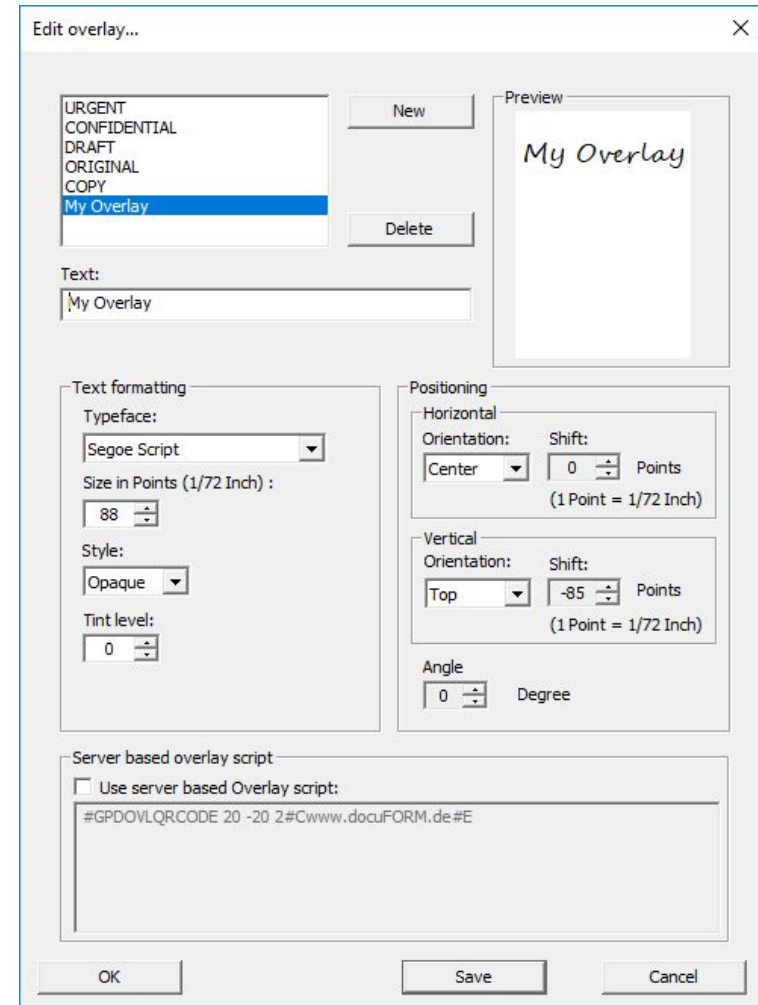 Edit overlay...
URGENT
CONFIDENTIAL
DRAFT
ORIGINAL
COPY
My Overlay
New
Delete
Preview
My Overlay
Text:
My Overlay
Text formatting
Typeface:
Segoe Script
Size in Points (1/72 Inch) :
88
Style:
Opaque
Tint level:
0
Positioning
Horizontal
Orientation: Shift:
Center 0 Points
(1 Point = 1/72 Inch)
Vertical
Orientation: Shift:
Top -85 Points
(1 Point = 1/72 Inch)
Angle
0 Degree
Server based overlay script
Use server based Overlay script:
#GPDOVLQRCODE 20 -20 2#Cwww.docuFORM.de#E
OK Save Cancel